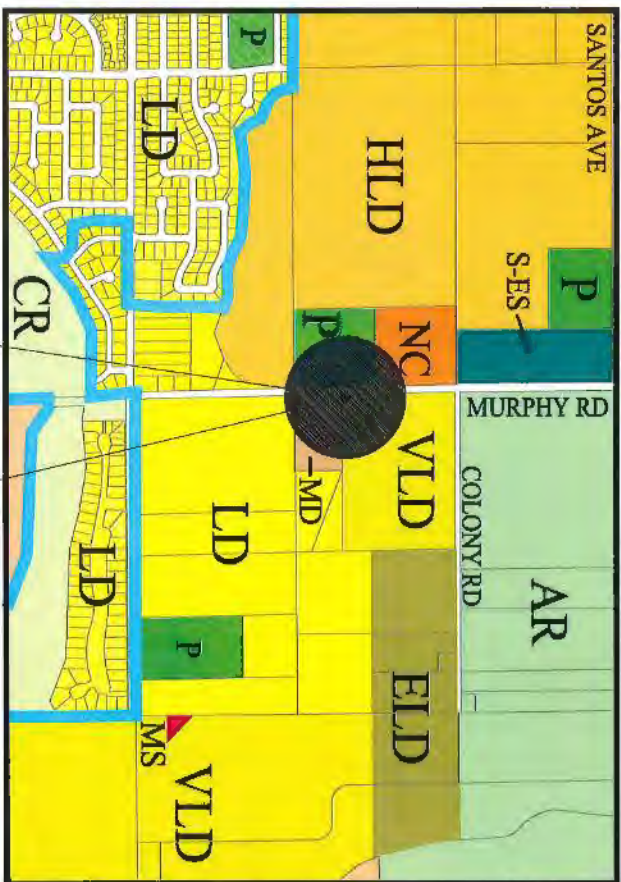 SANTOS AVE
P
LD
HLD
P
S-ES
CR
P
NC
MURPHY RD
VLD
COLONY RD
MD
LD
AR
LD
P
ELD
MS
VLD